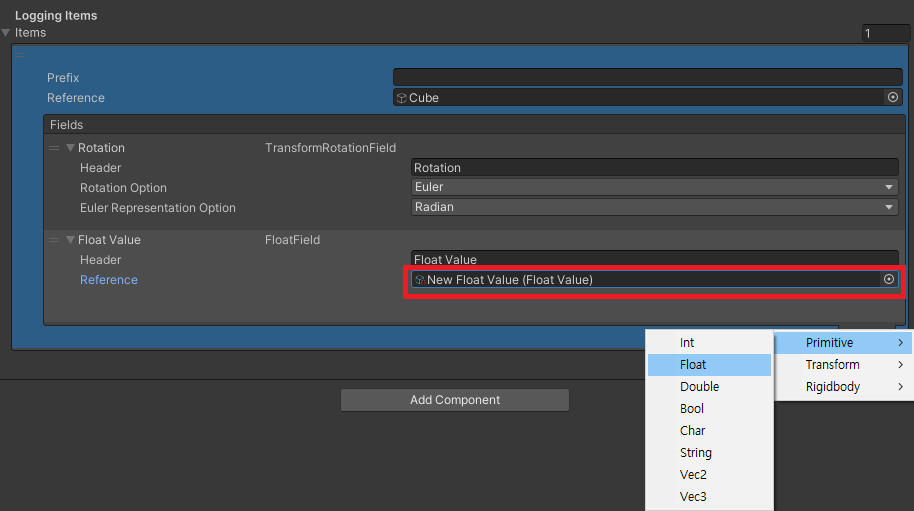 Logging Items
Items 1
Prefix
Reference Cube
Fields
Rotation TransformRotationField
Header Rotation
Rotation Option Euler
Euler Representation Option Radian
Float Value FloatField
Header Float Value
Reference New Float Value (Float Value)
Int Primitive
Float Transform
Double Rigidbody
Bool
Char
String
Vec2
Vec3
Add Component